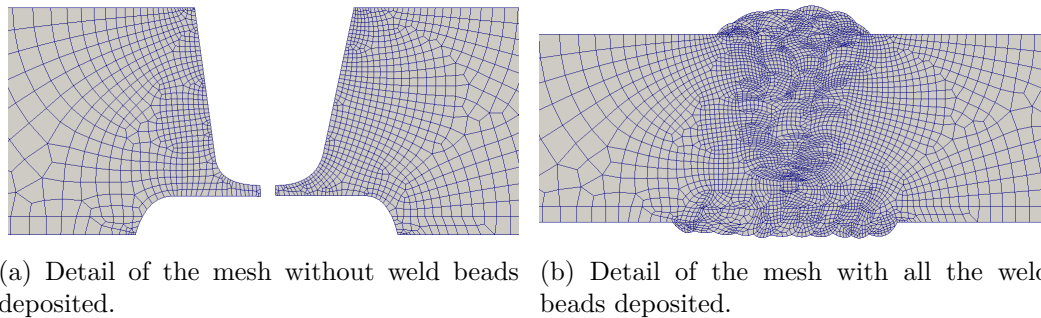 (a) Detail of the mesh without weld beads
deposited.
(b) Detail of the mesh with all the weld
beads deposited.